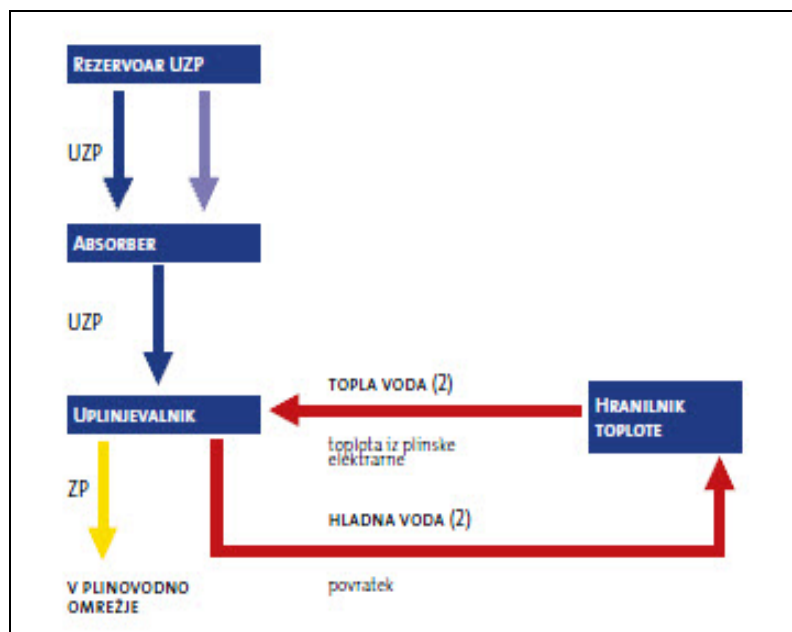 REZERVOAR UZP
UZP
ABSORBER
UZP
TOPLA VODA (2)
HRANILNIK
TOPLOTE
UPLINJEVALNIK
toplota iz plinske
elektrarne
ZP
HLADNA VODA (2)
V PLINOVODNO
OMREŽJE
povratek